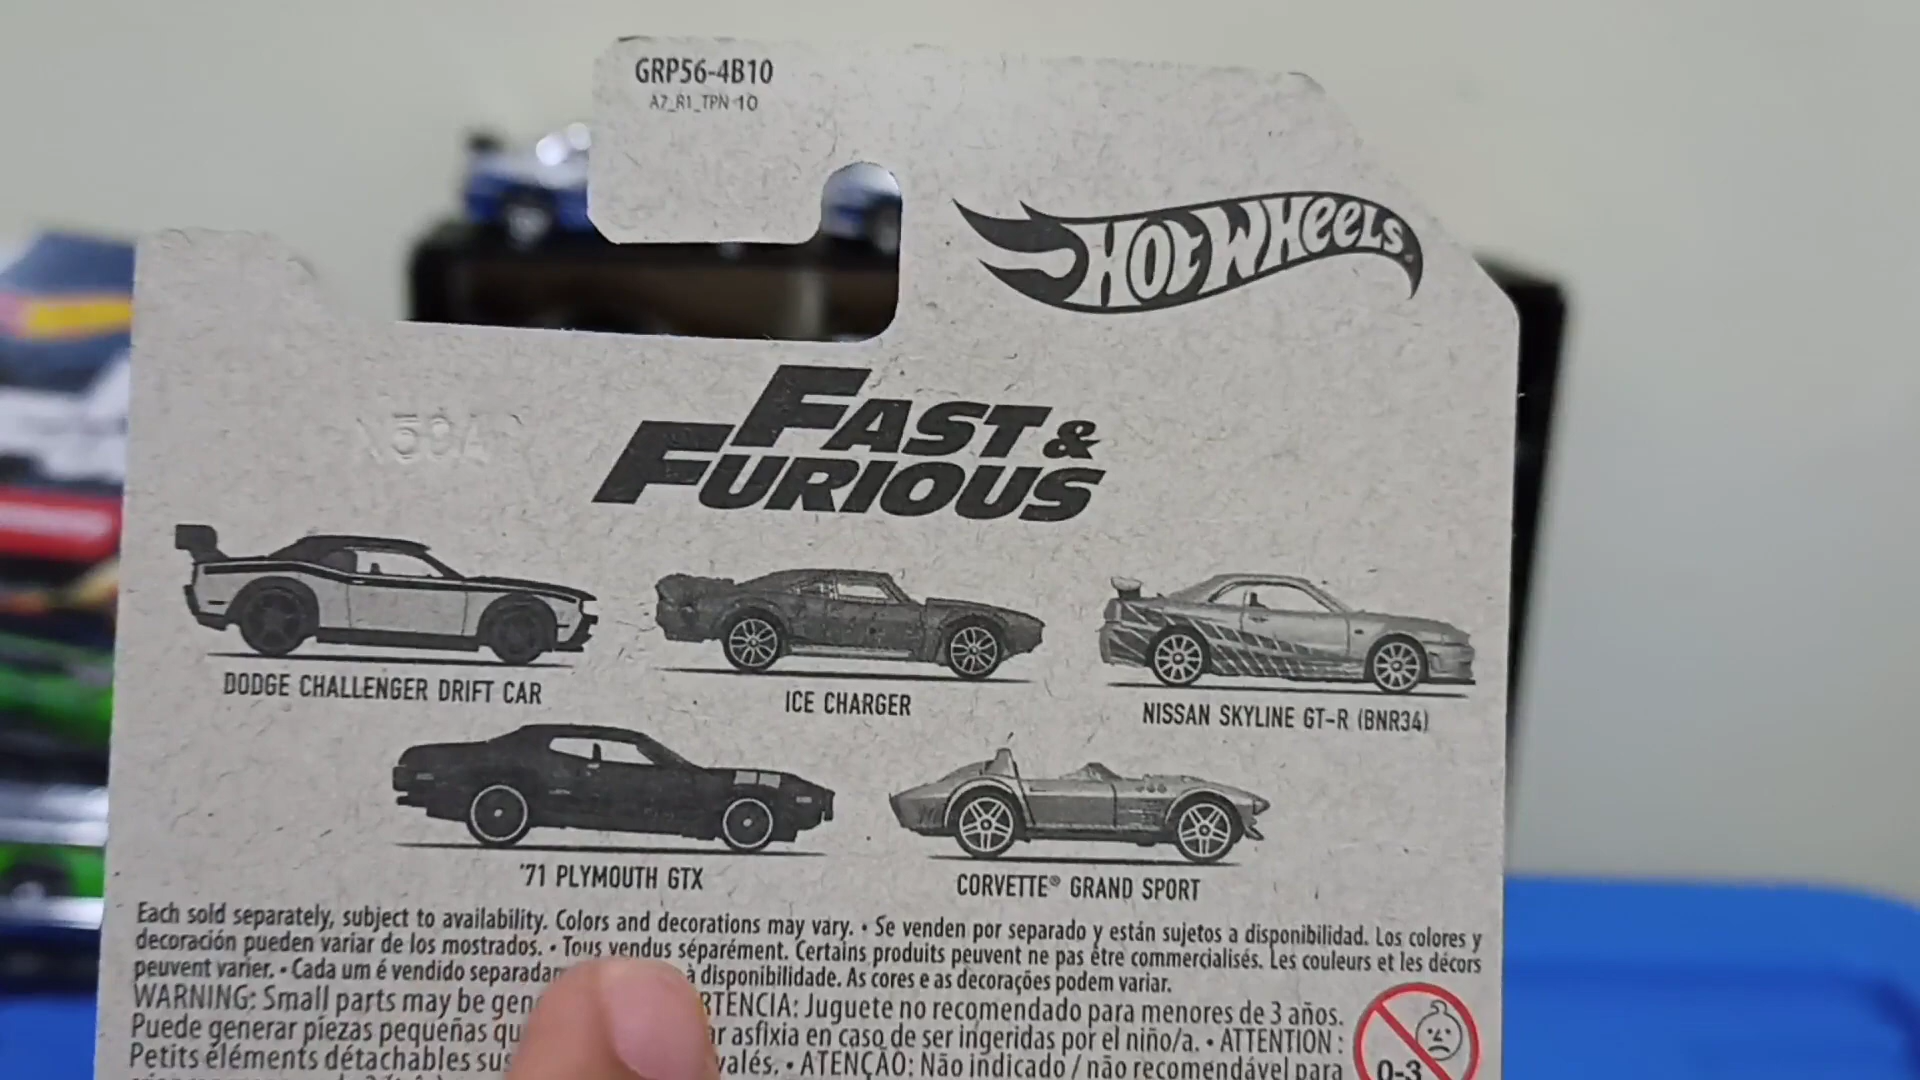 GRP56-4B10
A7_R1_TPN 10
HOT WHEELS
FAST &
FURIOUS
DODGE CHALLENGER DRIFT CAR
ICE CHARGER
NISSAN SKYLINE GT-R (BNR34)
'71 PLYMOUTH GTX
CORVETTE® GRAND SPORT
Each sold separately, subject to availability. Colors and decorations may vary. • Se venden por separado y están sujetos a disponibilidad. Los colores y
decoración pueden variar de los mostrados. • Tous vendus séparément. Certains produits peuvent ne pas être commercialisés. Les couleurs et les décors
peuvent varier. • Cada um é vendido à disponibilidade. As cores e as decorações podem variar.
WARNING: Small parts may be Juguete no recomendado para menores de 3 años.
Puede generar piezas pequeñas asfixia en caso de ser ingeridas por el niño/a. • ATTENTION :
Petits éléments détachables • ATENÇÃO: Não indicado / não recomendável para
0-3